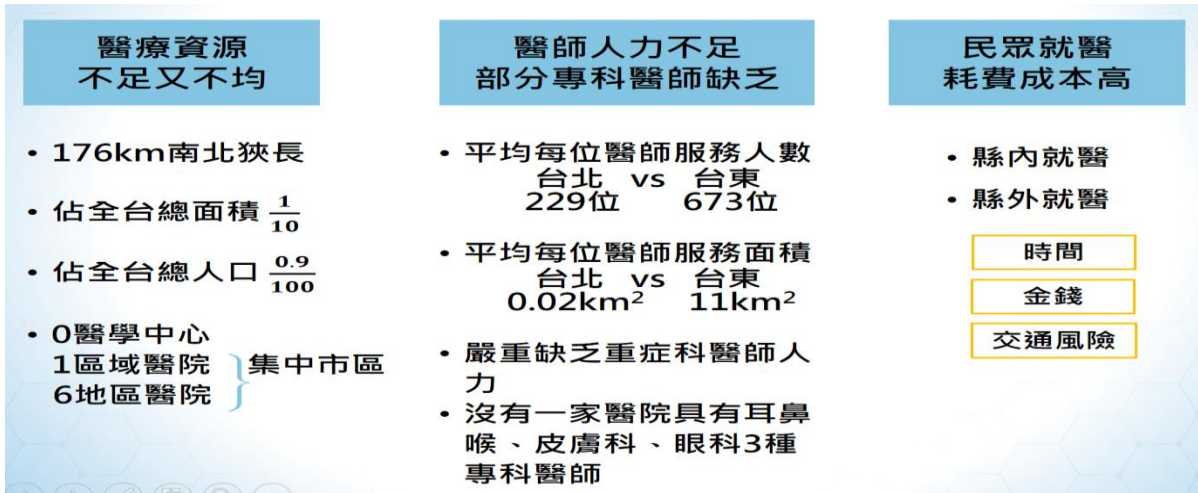 醫療資源
不足又不均
• 176km南北狹長
• 佔全台總面積 1/10
• 佔全台總人口 0.9/100
• 0醫學中心
1區域醫院
6地區醫院
集中市區
醫師人力不足
部分專科醫師缺乏
• 平均每位醫師服務人數
台北 vs 台東
229位 673位
• 平均每位醫師服務面積
台北 vs 台東
0.02km² 11km²
• 嚴重缺乏重症科醫師人
力
• 沒有一家醫院具有耳鼻
喉、皮膚科、眼科3種
專科醫師
民眾就醫
耗費成本高
• 縣內就醫
• 縣外就醫
時間
金錢
交通風險